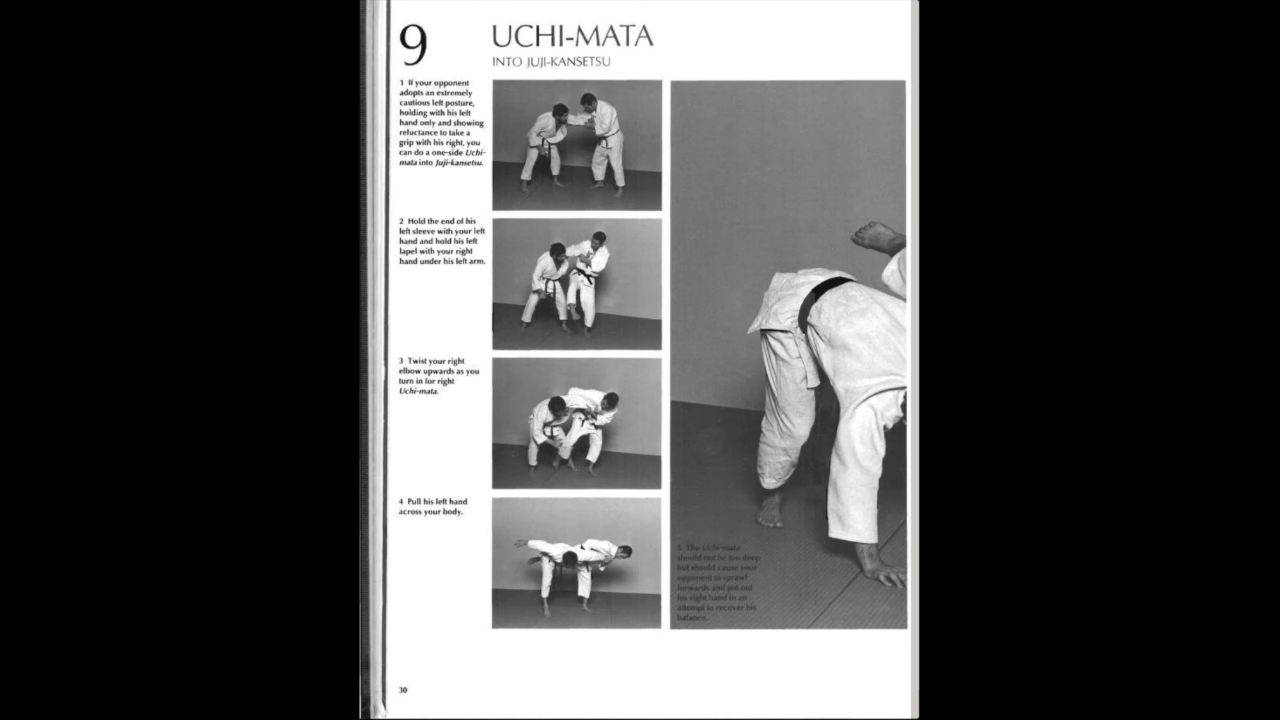 9
UCHI-MATA
INTO JUJI-KANSETSU
1 If your opponent
adopts an extremely
cautious left posture,
holding with his left
hand only and showing
reluctance to take a
grip with his right, you
can do a one-side Uchi-
mata into Juji-kansetsu.
2 Hold the end of his
left sleeve with your left
hand and hold his left
lapel with your right
hand under his left arm.
3 Twist your right
elbow upwards as you
turn in for right
Uchi-mata.
4 Pull his left hand
across your body.
5 The Uchi-mata
should not be too deep
but should cause your
opponent to sprawl
forwards and put out
his right hand in an
attempt to recover his
balance.
30